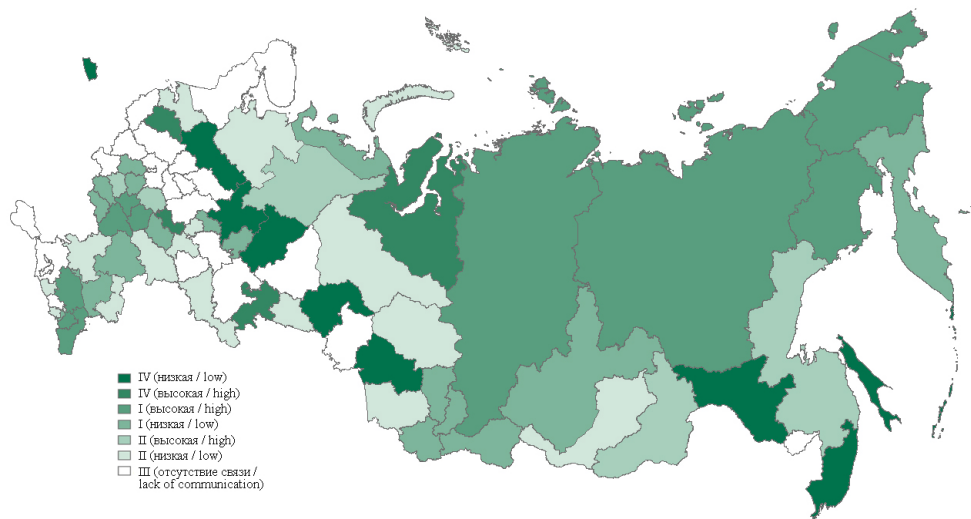 IV (низкая / low)
IV (высокая / high)
I (высокая / high)
I (низкая / low)
II (высокая / high)
II (низкая / low)
III (отсутствие связи /
lack of communication)